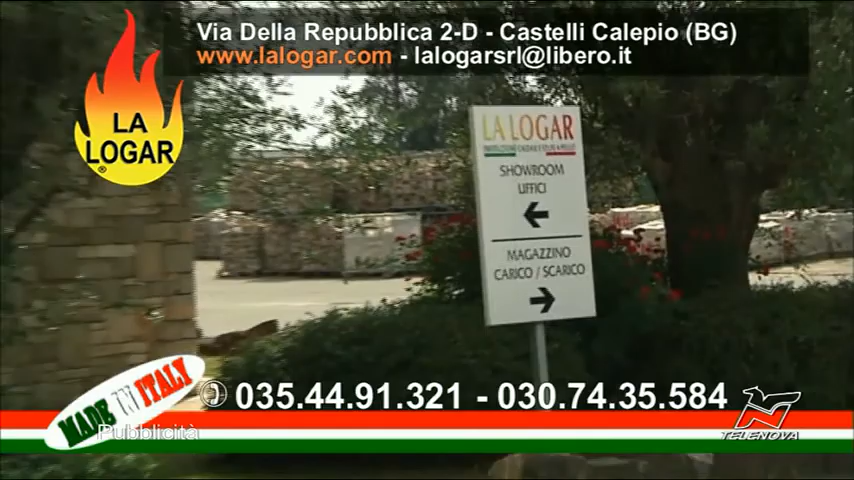 Via Della Repubblica 2-D - Castelli Calepio (BG)
www.lalogar.com - lalogarsrl@libero.it
LA
LOGAR
®
LA LOGAR
SHOWROOM
UFFICI
MAGAZZINO
CARICO / SCARICO
MADE IN ITALY
035.44.91.321 - 030.74.35.584
Pubblicità
TELENOVA